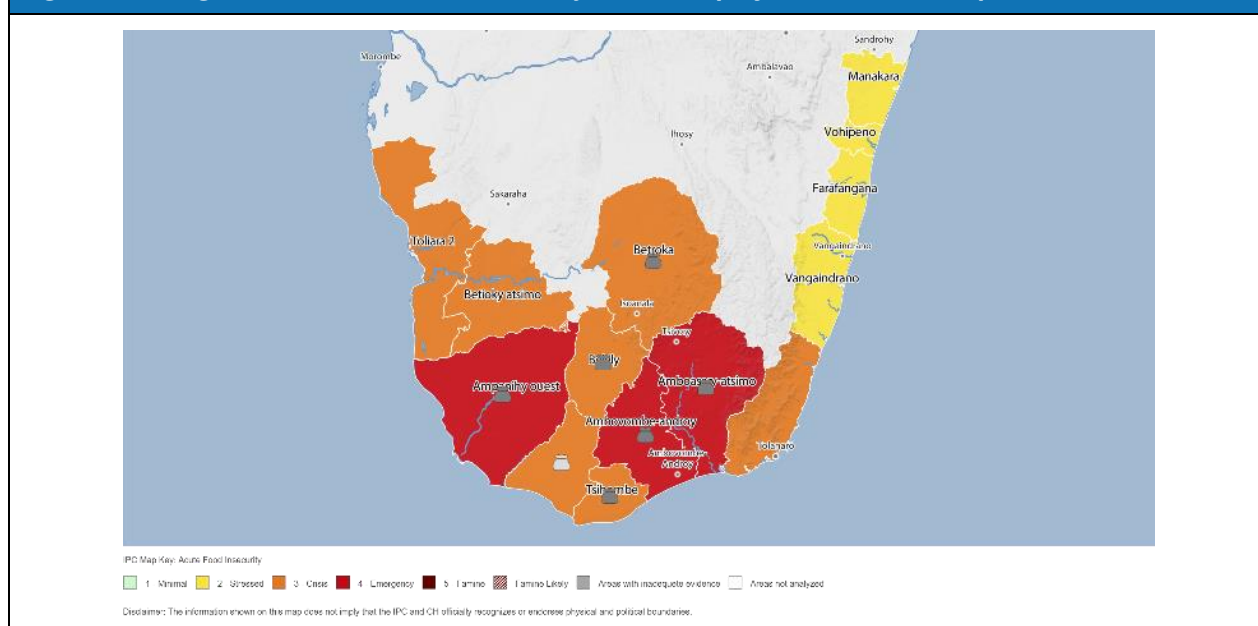 Sandrohy
Morombe
Ambalavao
Manakara
Ihosy
Vohipeno
Sakaraha
Farafangana
Toliara 2
Betroka
Vangaindrano
Vangaindrano
Betioky atsimo
Isoanala
Tsivory
Ampanihy ouest
Amboasary-atsimo
Ambovombe-androy
Tolanaro
Ambovombe-
Androy
Tsihombe
IPC Map Key: Acute Food Insecurity
1 Minimal 2 Stressed 3 Crisis 4 Emergency 5 Famine Famine Likely Areas with inadequate evidence Areas not analyzed
Disclaimer: The information shown on this map does not imply that the IPC and CH officially recognizes or endorses physical and political boundaries.